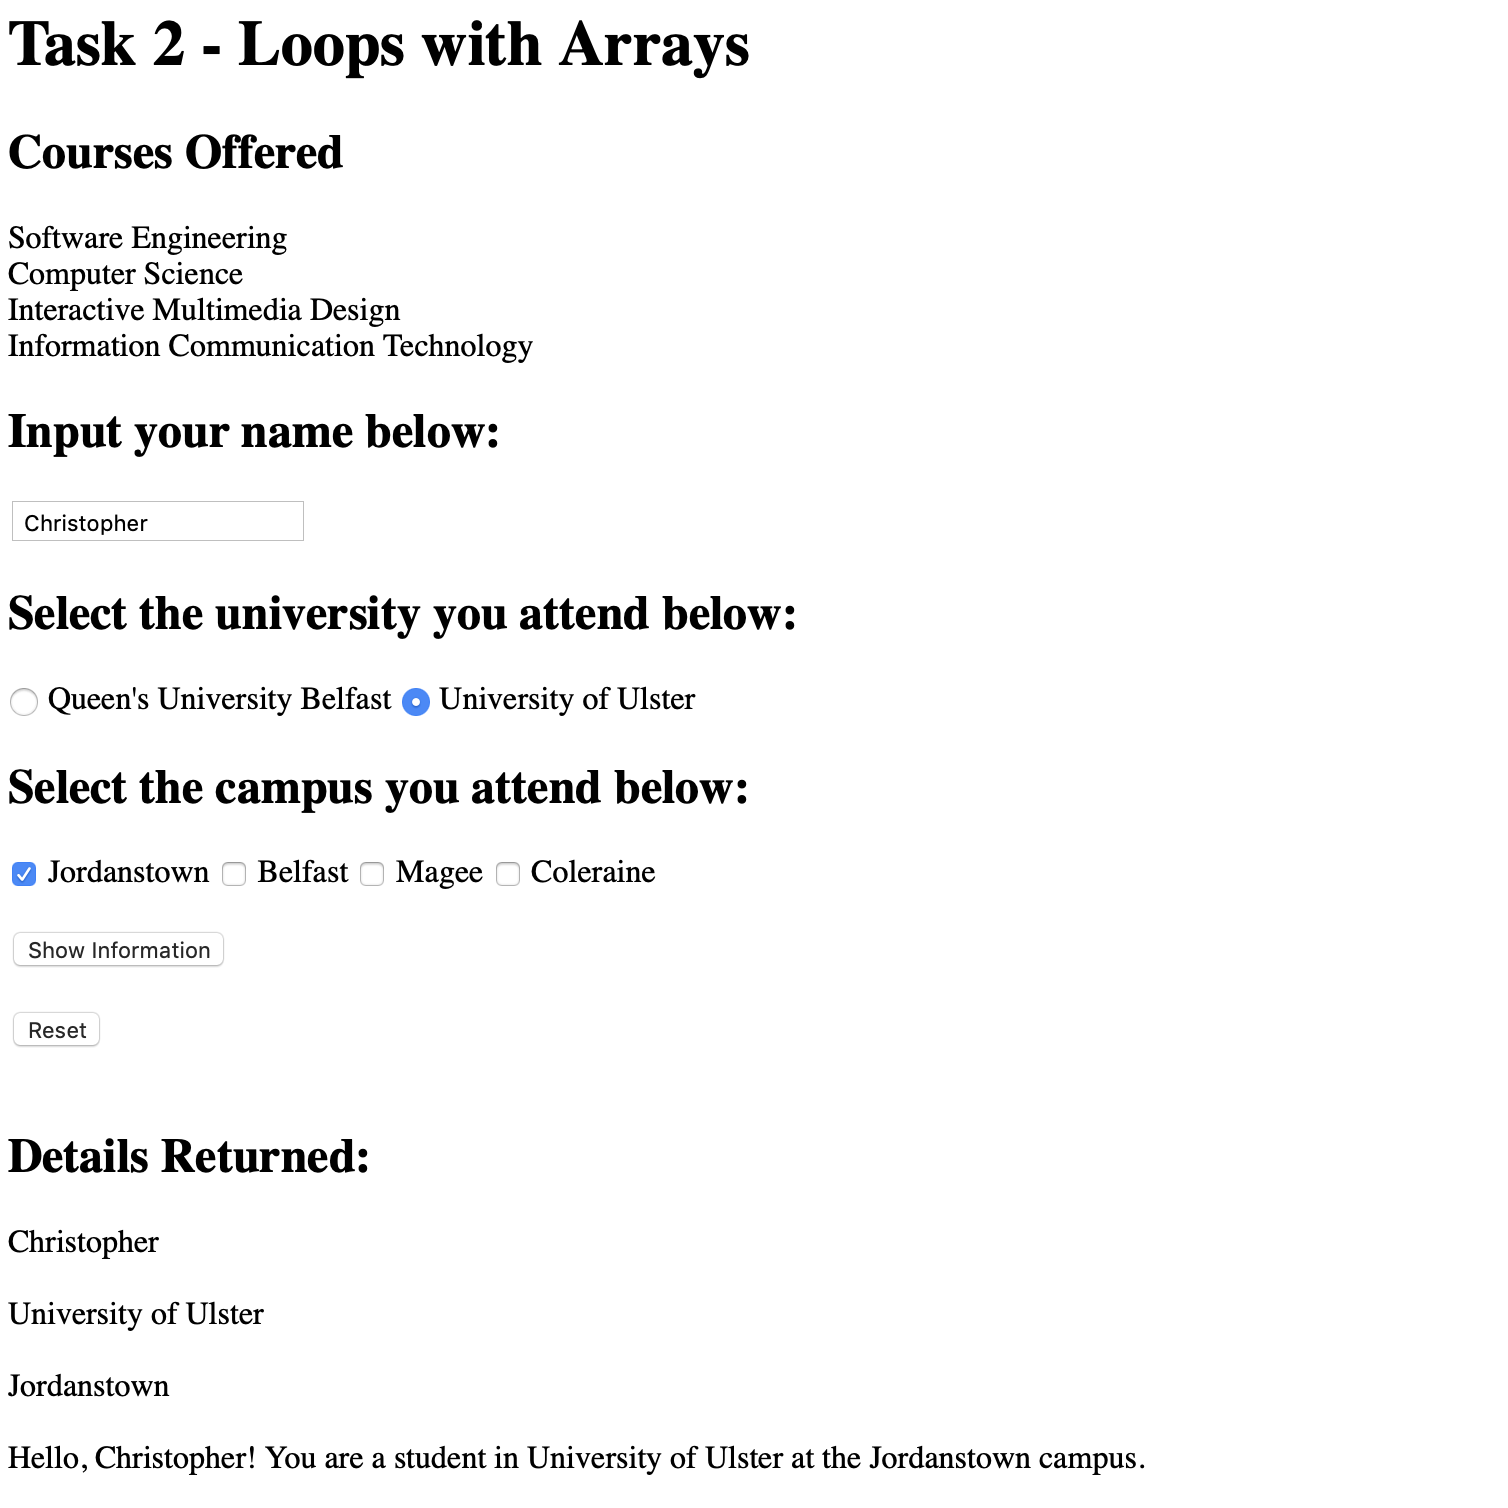 Task 2 - Loops with Arrays
Courses Offered
Software Engineering
Computer Science
Interactive Multimedia Design
Information Communication Technology
Input your name below:
Christopher
Select the university you attend below:
Queen's University Belfast University of Ulster
Select the campus you attend below:
Jordanstown Belfast Magee Coleraine
Show Information
Reset
Details Returned:
Christopher
University of Ulster
Jordanstown
Hello, Christopher! You are a student in University of Ulster at the Jordanstown campus.